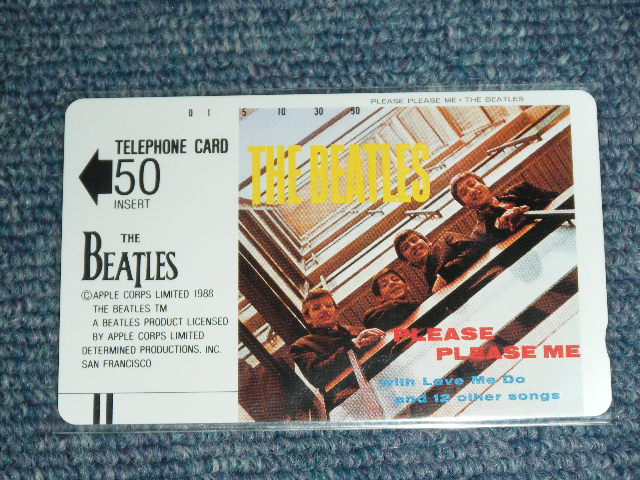 PLEASE PLEASE ME • THE BEATLES
0 1 5 10 30 50
TELEPHONE CARD
50
INSERT
THE
BEATLES
©APPLE CORPS LIMITED 1988
THE BEATLES TM
A BEATLES PRODUCT LICENSED
BY APPLE CORPS LIMITED
DETERMINED PRODUCTIONS, INC.
SAN FRANCISCO
THE BEATLES
PLEASE
PLEASE ME
with Love Me Do
and 12 other songs